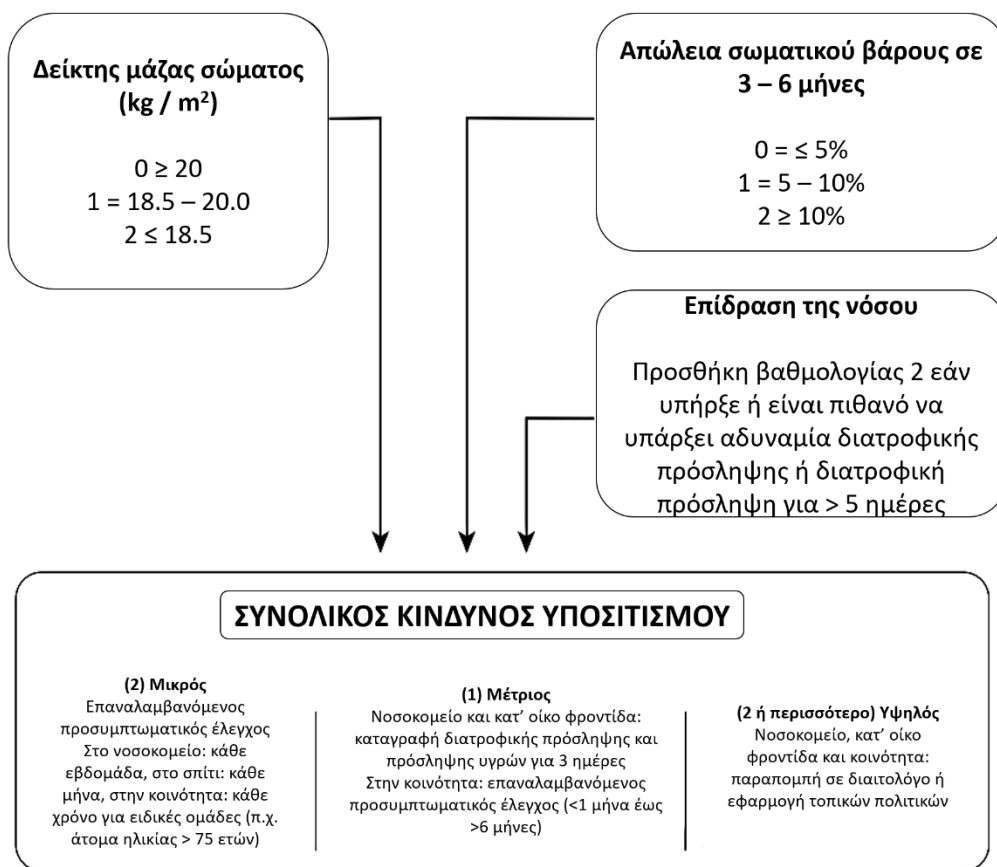 Δείκτης μάζας σώματος
(kg / m²)
0 ≥ 20
1 = 18.5 – 20.0
2 ≤ 18.5
Απώλεια σωματικού βάρους σε
3 – 6 μήνες
0 = ≤ 5%
1 = 5 – 10%
2 ≥ 10%
Επίδραση της νόσου
Προσθήκη βαθμολογίας 2 εάν
υπήρξε ή είναι πιθανό να
υπάρξει αδυναμία διατροφικής
πρόσληψης ή διατροφική
πρόσληψη για > 5 ημέρες
ΣΥΝΟΛΙΚΟΣ ΚΙΝΔΥΝΟΣ ΥΠΟΣΙΤΙΣΜΟΥ
(2) Μικρός
Επαναλαμβανόμενος
προσυμπτωματικός έλεγχος
Στο νοσοκομείο: κάθε
εβδομάδα, στο σπίτι: κάθε
μήνα, στην κοινότητα: κάθε
χρόνο για ειδικές ομάδες (π.χ.
άτομα ηλικίας > 75 ετών)
(1) Μέτριος
Νοσοκομείο και κατ’ οίκο φροντίδα:
καταγραφή διατροφικής πρόσληψης και
πρόσληψης υγρών για 3 ημέρες
Στην κοινότητα: επαναλαμβανόμενος
προσυμπτωματικός έλεγχος (<1 μήνα έως
>6 μήνες)
(2 ή περισσότερο) Υψηλός
Νοσοκομείο, κατ’ οίκο
φροντίδα και κοινότητα:
παραπομπή σε διαιτολόγο ή
εφαρμογή τοπικών πολιτικών